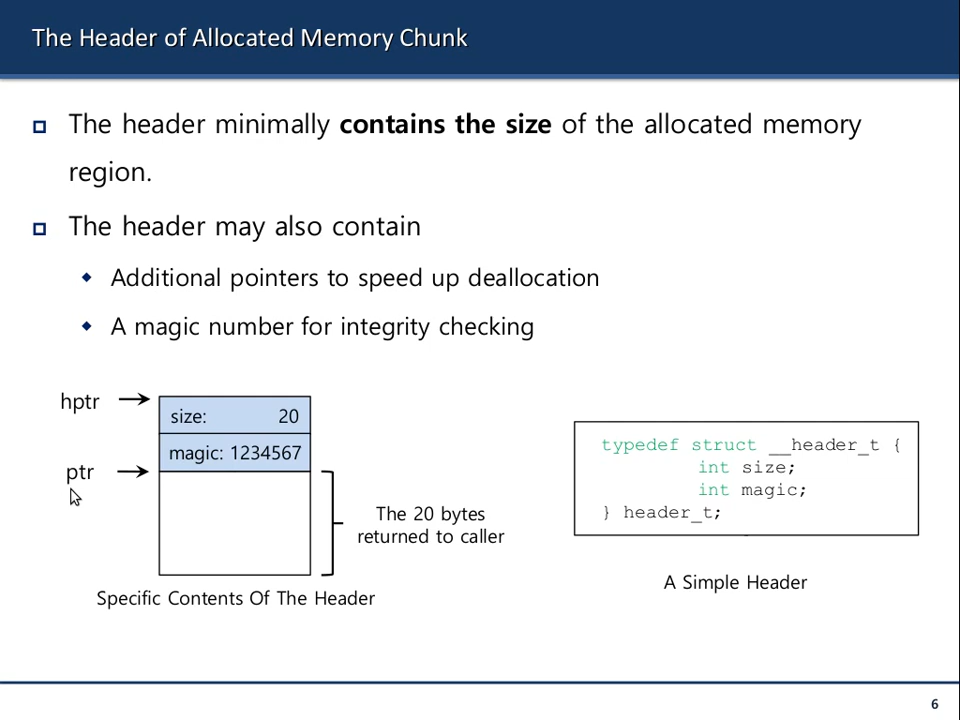 The Header of Allocated Memory Chunk
The header minimally contains the size of the allocated memory
region.
The header may also contain
Additional pointers to speed up deallocation
A magic number for integrity checking
hptr
size: 20
magic: 1234567
ptr
The 20 bytes
returned to caller
Specific Contents Of The Header
typedef struct __header_t {
int size;
int magic;
} header_t;
A Simple Header
6